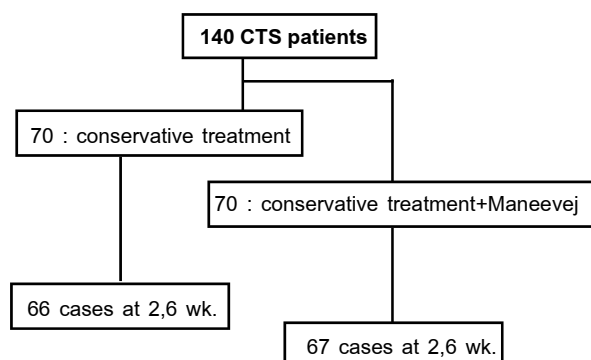 140 CTS patients
70 : conservative treatment
70 : conservative treatment+Maneevej
66 cases at 2,6 wk.
67 cases at 2,6 wk.